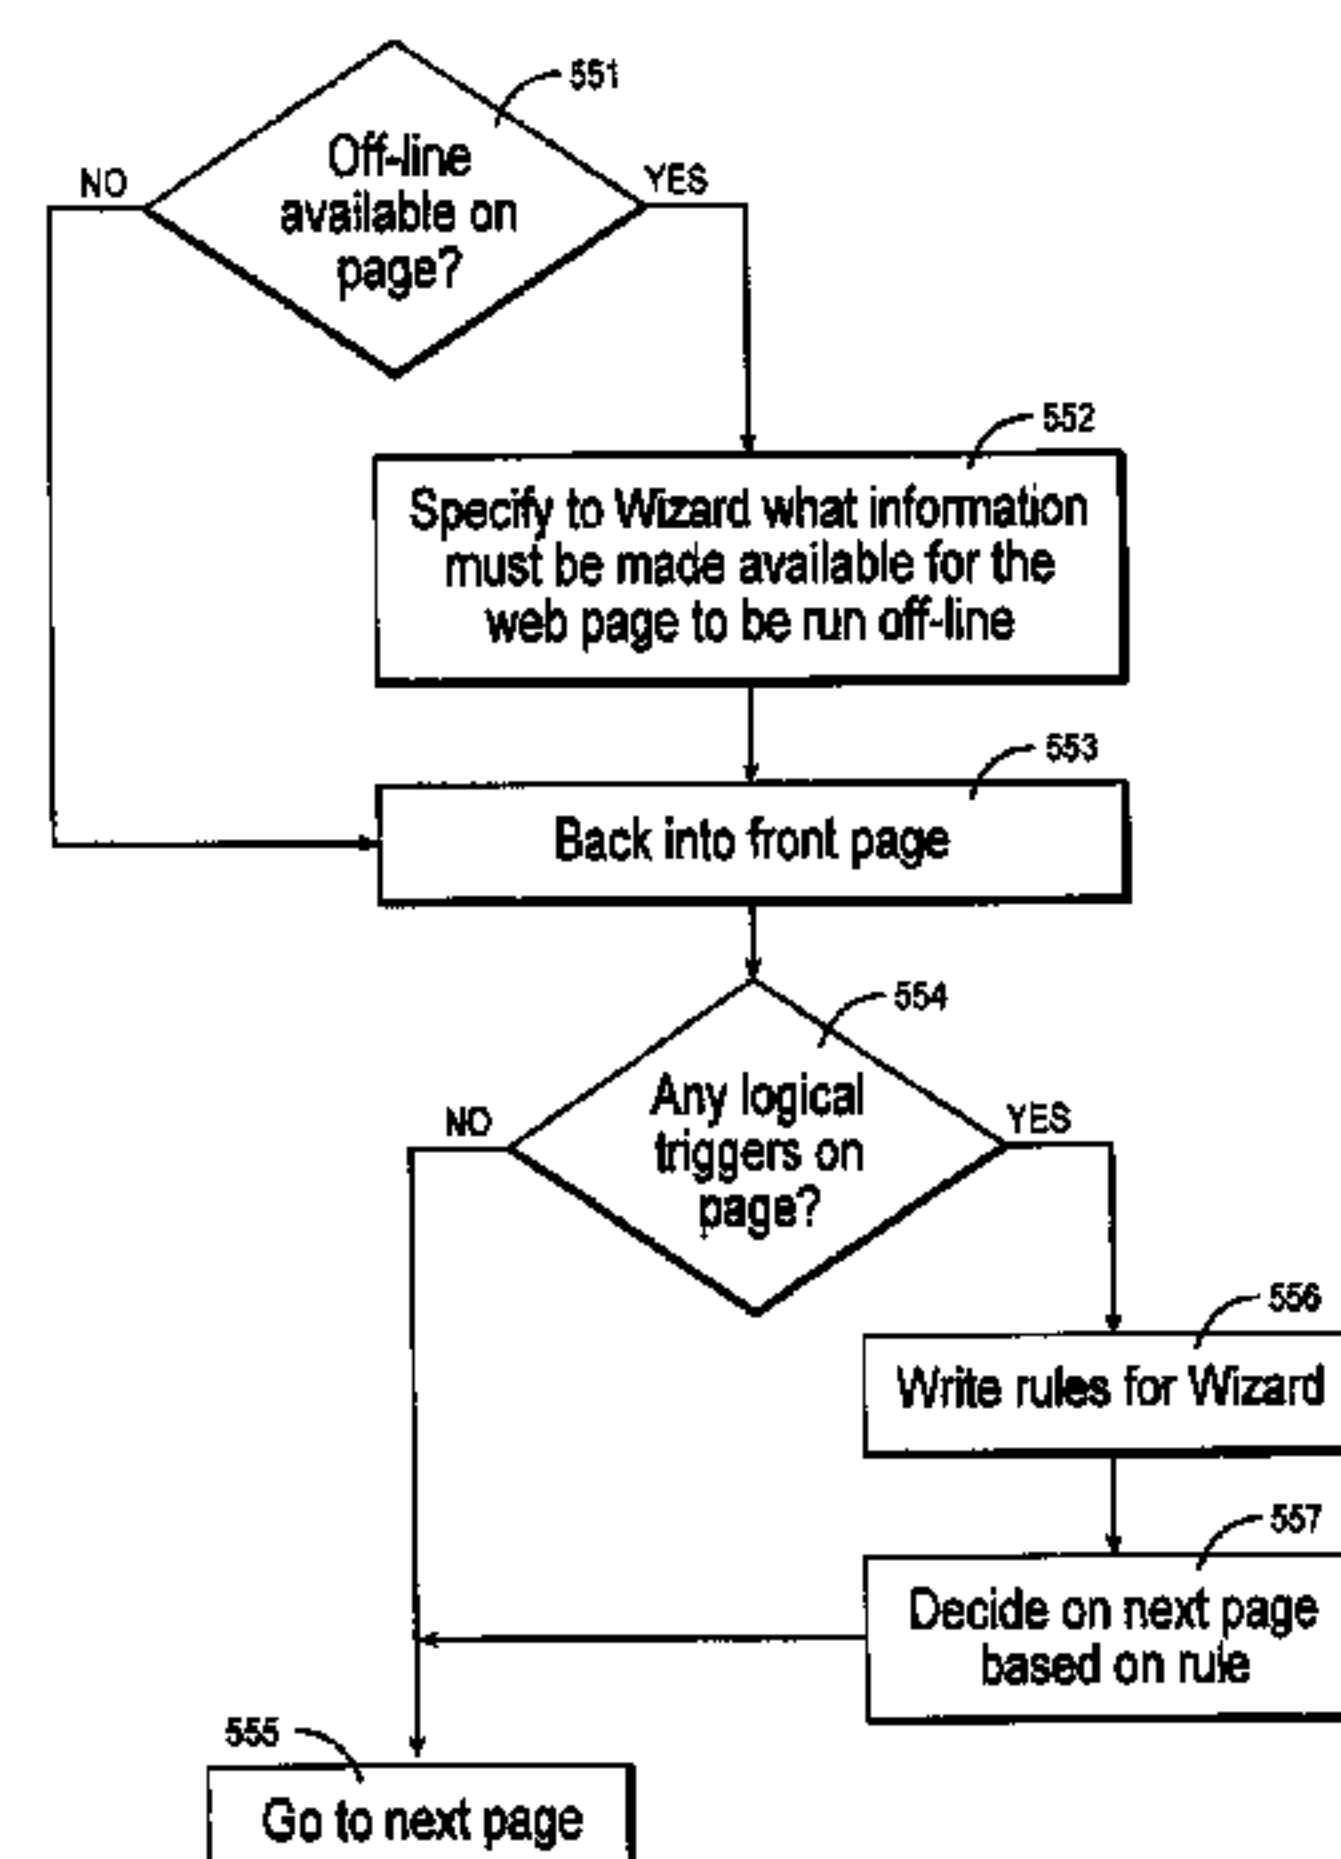 551
Off-line
available on
page?
NO
YES
552
Specify to Wizard what information
must be made available for the
web page to be run off-line
553
Back into front page
554
Any logical
triggers on
page?
NO
YES
556
Write rules for Wizard
557
Decide on next page
based on rule
555
Go to next page